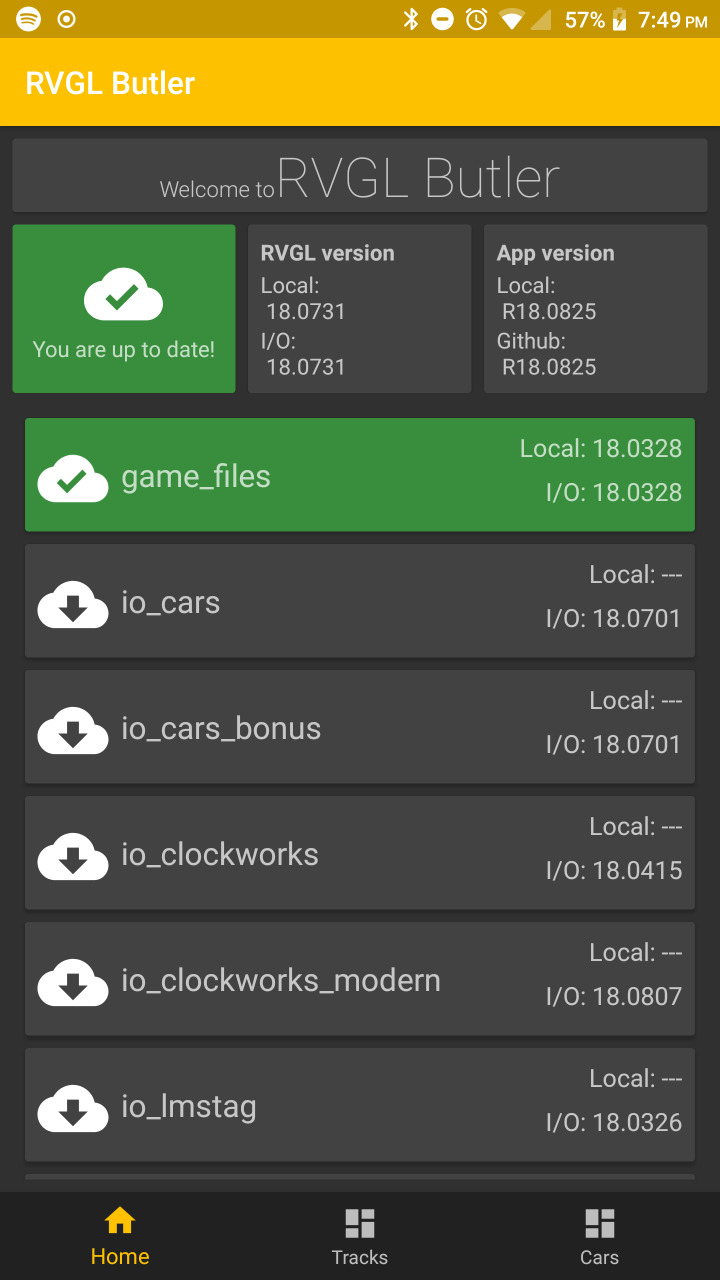 57% 7:49 PM
RVGL Butler
Welcome to RVGL Butler
You are up to date!
RVGL version
Local:
18.0731
I/O:
18.0731
App version
Local:
R18.0825
Github:
R18.0825
game_files
Local: 18.0328
I/O: 18.0328
io_cars
Local: ---
I/O: 18.0701
io_cars_bonus
Local: ---
I/O: 18.0701
io_clockworks
Local: ---
I/O: 18.0415
io_clockworks_modern
Local: ---
I/O: 18.0807
io_lmstag
Local: ---
I/O: 18.0326
Home
Tracks
Cars